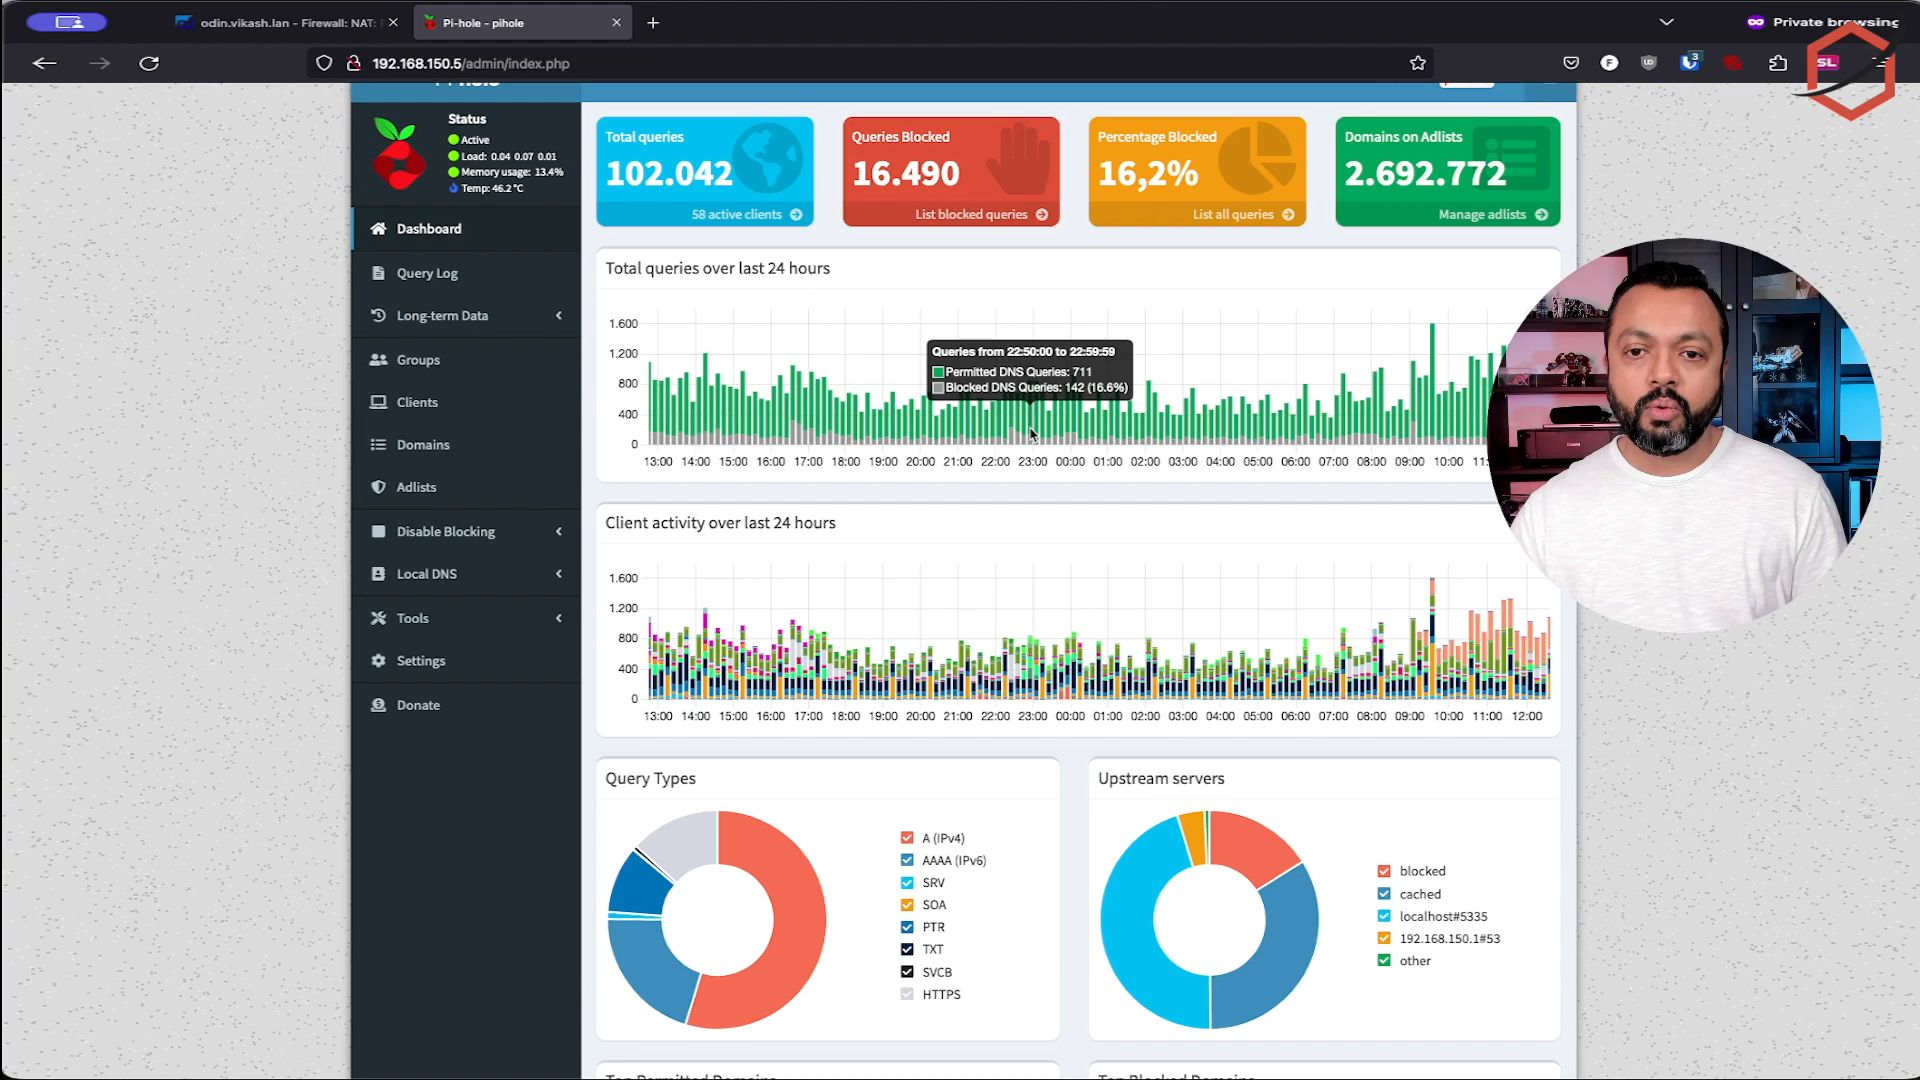 odin.vikash.lan – Firewall: NAT:
Pi-hole - pihole
Private browsing
192.168.150.5/admin/index.php
3
SL
Status
Active
Load: 0.04 0.07 0.01
Memory usage: 13.4%
Temp: 46.2 °C
Dashboard
Query Log
Long-term Data
Groups
Clients
Domains
Adlists
Disable Blocking
Local DNS
Tools
Settings
Donate
Total queries
102.042
58 active clients
Queries Blocked
16.490
List blocked queries
Percentage Blocked
16,2%
List all queries
Domains on Adlists
2.692.772
Manage adlists
Total queries over last 24 hours
1.600
1.200
800
400
0
Queries from 22:50:00 to 22:59:59
Permitted DNS Queries: 711
Blocked DNS Queries: 142 (16.6%)
13:00 14:00 15:00 16:00 17:00 18:00 19:00 20:00 21:00 22:00 23:00 00:00 01:00 02:00 03:00 04:00 05:00 06:00 07:00 08:00 09:00 10:00
Client activity over last 24 hours
1.600
1.200
800
400
0
13:00 14:00 15:00 16:00 17:00 18:00 19:00 20:00 21:00 22:00 23:00 00:00 01:00 02:00 03:00 04:00 05:00 06:00 07:00 08:00 09:00 10:00 11:00 12:00
Query Types
A (IPv4)
AAAA (IPv6)
SRV
SOA
PTR
TXT
SVCB
HTTPS
Upstream servers
blocked
cached
localhost#5335
192.168.150.1#53
other